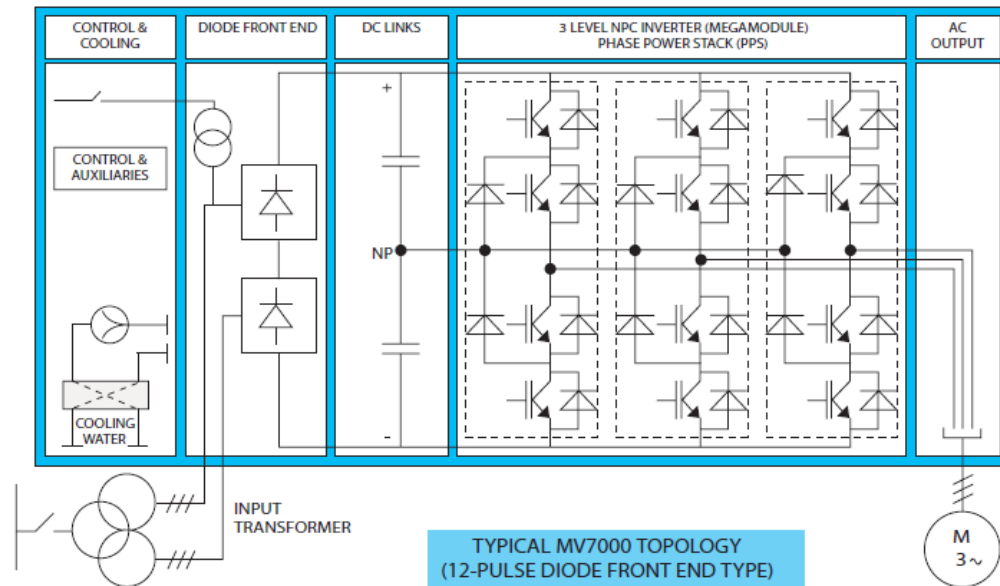 CONTROL &
COOLING
DIODE FRONT END
DC LINKS
3 LEVEL NPC INVERTER (MEGAMODULE)
PHASE POWER STACK (PPS)
AC
OUTPUT
+
CONTROL &
AUXILIARIES
NP
COOLING
WATER
-
INPUT
TRANSFORMER
TYPICAL MV7000 TOPOLOGY
(12-PULSE DIODE FRONT END TYPE)
M
3~